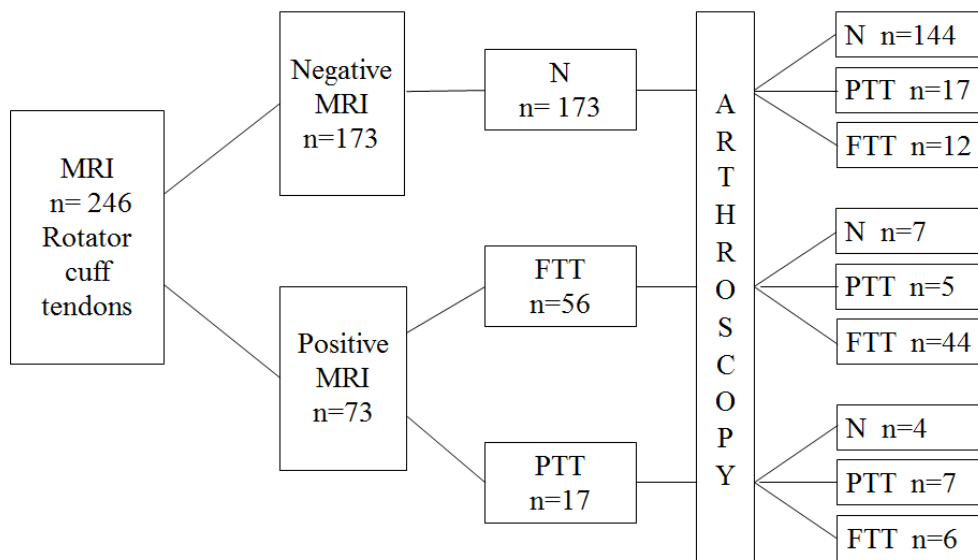 MRI
n= 246
Rotator
cuff
tendons
Negative
MRI
n=173
Positive
MRI
n=73
N
n= 173
FTT
n=56
PTT
n=17
A
R
T
H
R
O
S
C
O
P
Y
N n=144
PTT n=17
FTT n=12
N n=7
PTT n=5
FTT n=44
N n=4
PTT n=7
FTT n=6